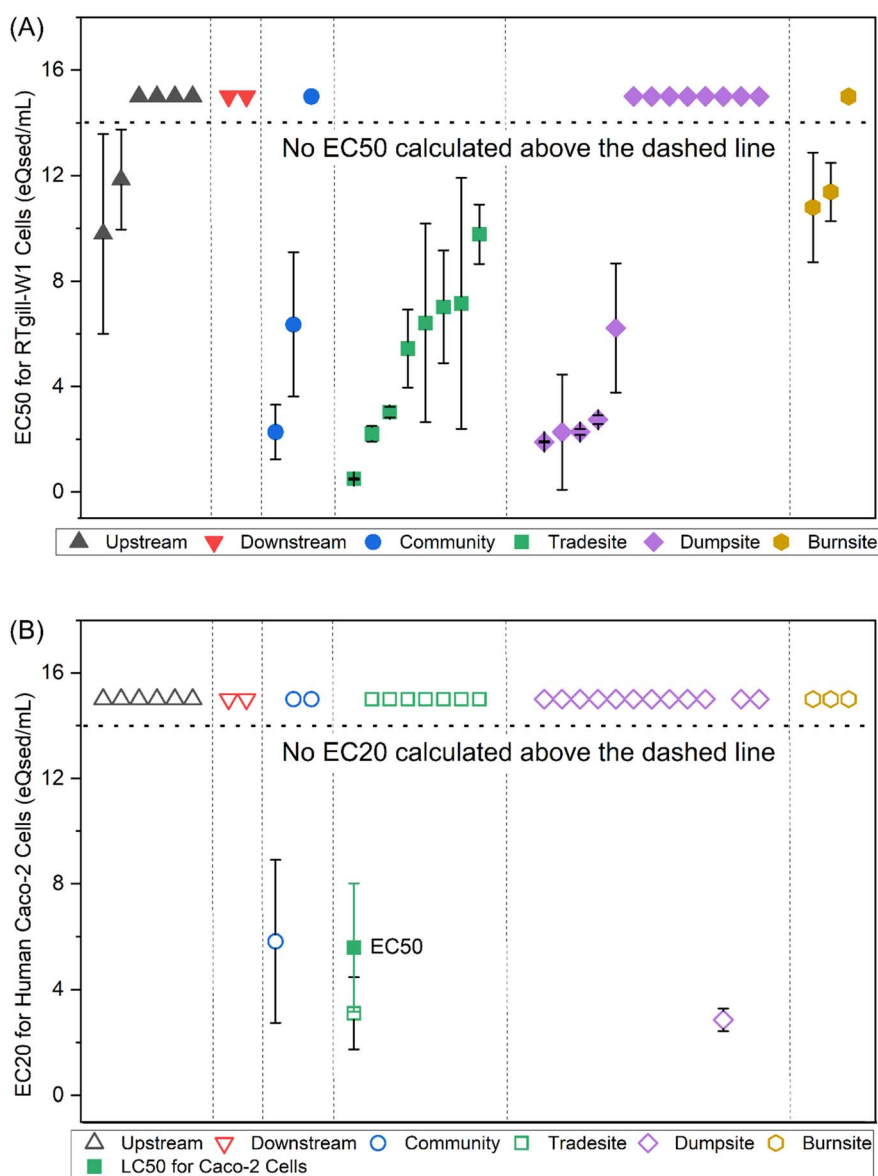 (A)
16
12
8
4
0
EC50 for RTgill-W1 Cells (eQsed/mL)
No EC50 calculated above the dashed line
Upstream Downstream Community Tradesite Dumpsite Burnsite
(B)
16
12
8
4
0
EC20 for Human Caco-2 Cells (eQsed/mL)
No EC20 calculated above the dashed line
EC50
Upstream Downstream Community Tradesite Dumpsite Burnsite
LC50 for Caco-2 Cells